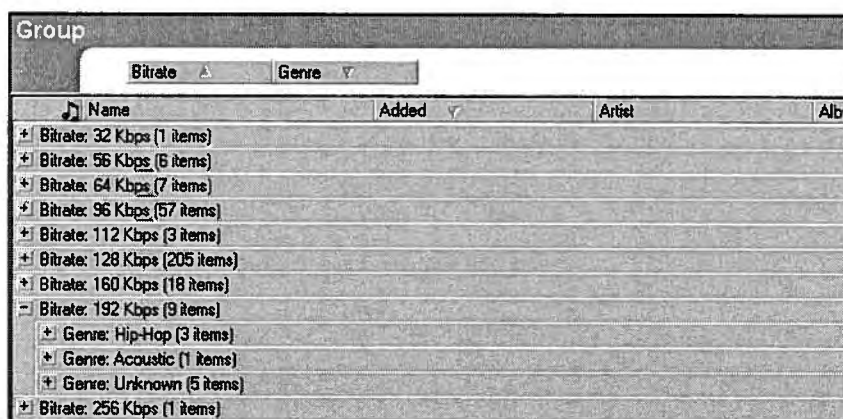 Group
Bitrate Genre
Name Added Artist Alb
Bitrate: 32 Kbps (1 items)
Bitrate: 56 Kbps (6 items)
Bitrate: 64 Kbps (7 items)
Bitrate: 96 Kbps (57 items)
Bitrate: 112 Kbps (3 items)
Bitrate: 128 Kbps (205 items)
Bitrate: 160 Kbps (18 items)
Bitrate: 192 Kbps (9 items)
Genre: Hip-Hop (3 items)
Genre: Acoustic (1 items)
Genre: Unknown (5 items)
Bitrate: 256 Kbps (1 items)